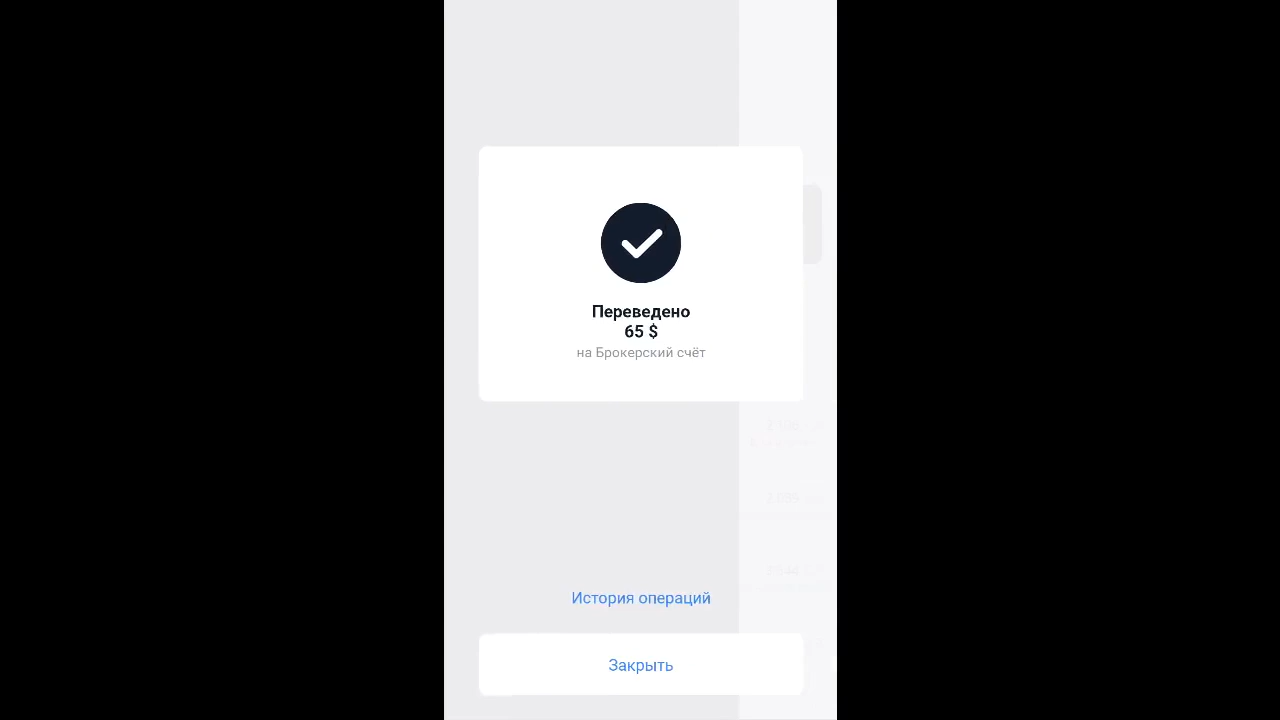 Переведено
65 $
на Брокерский счёт
История операций
Закрыть